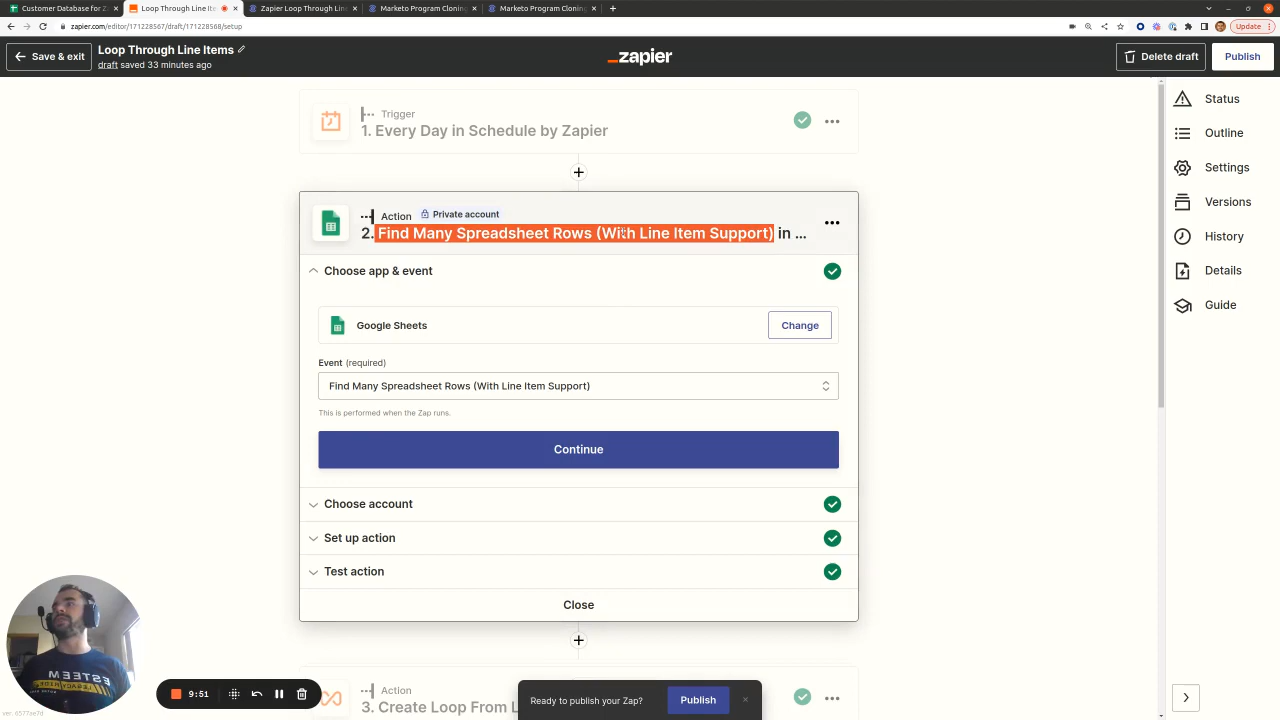 Customer Database for Z
Loop Through Line Ite
Zapier Loop Through Line
Marketo Program Cloning
Marketo Program Cloning
zapier.com/editor/171228567/draft/171228568/setup
Update
Save & exit
Loop Through Line Items
draft saved 33 minutes ago
_zapier
Delete draft
Publish
Trigger
1. Every Day in Schedule by Zapier
Status
Outline
Settings
Versions
History
Details
Guide
Action
Private account
2. Find Many Spreadsheet Rows (With Line Item Support) in ...
Choose app & event
Google Sheets
Change
Event (required)
Find Many Spreadsheet Rows (With Line Item Support)
This is performed when the Zap runs.
Continue
Choose account
Set up action
Test action
Close
9:51
Action
3. Create Loop From L
Ready to publish your Zap?
Publish